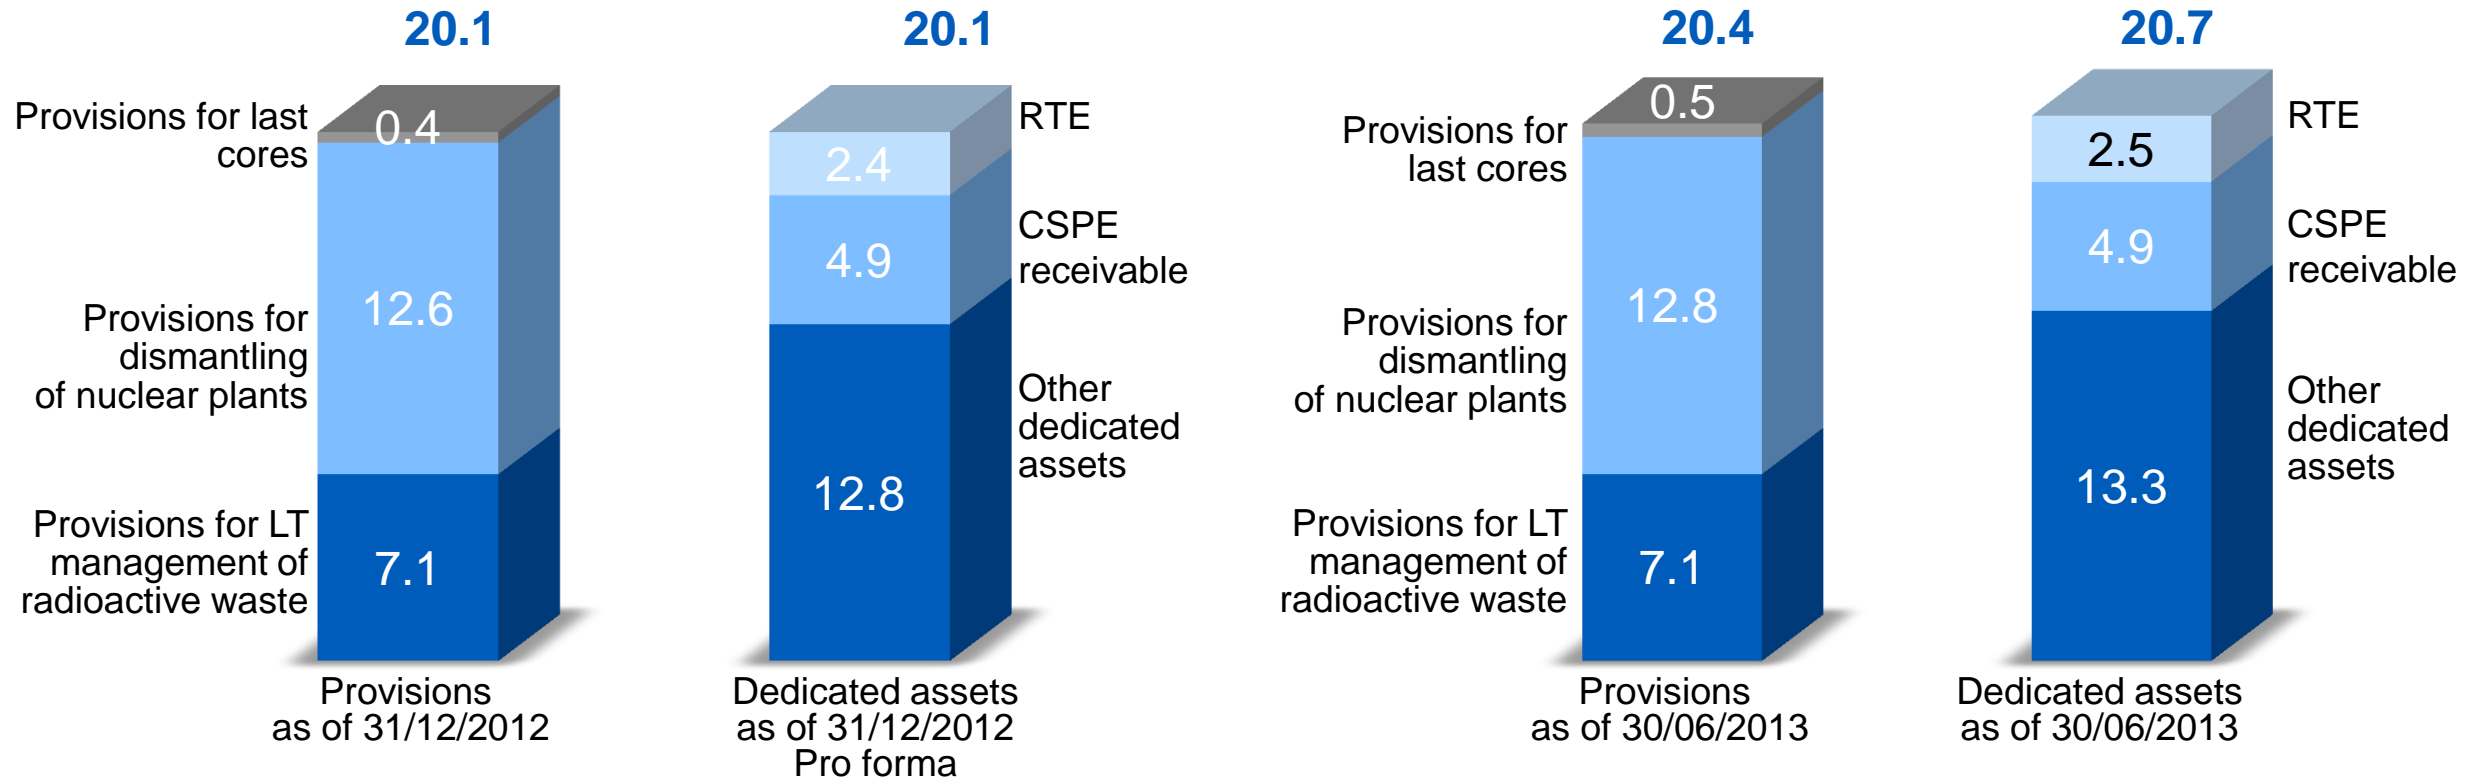 20.1
Provisions for last
cores
0.4
Provisions for
dismantling
of nuclear plants
12.6
Provisions for LT
management of
radioactive waste
7.1
Provisions
as of 31/12/2012
20.1
2.4
RTE
4.9
CSPE
receivable
12.8
Other
dedicated
assets
Dedicated assets
as of 31/12/2012
Pro forma
20.4
Provisions for
last cores
0.5
Provisions for
dismantling
of nuclear plants
12.8
Provisions for LT
management of
radioactive waste
7.1
Provisions
as of 30/06/2013
20.7
2.5
RTE
4.9
CSPE
receivable
13.3
Other
dedicated
assets
Dedicated assets
as of 30/06/2013